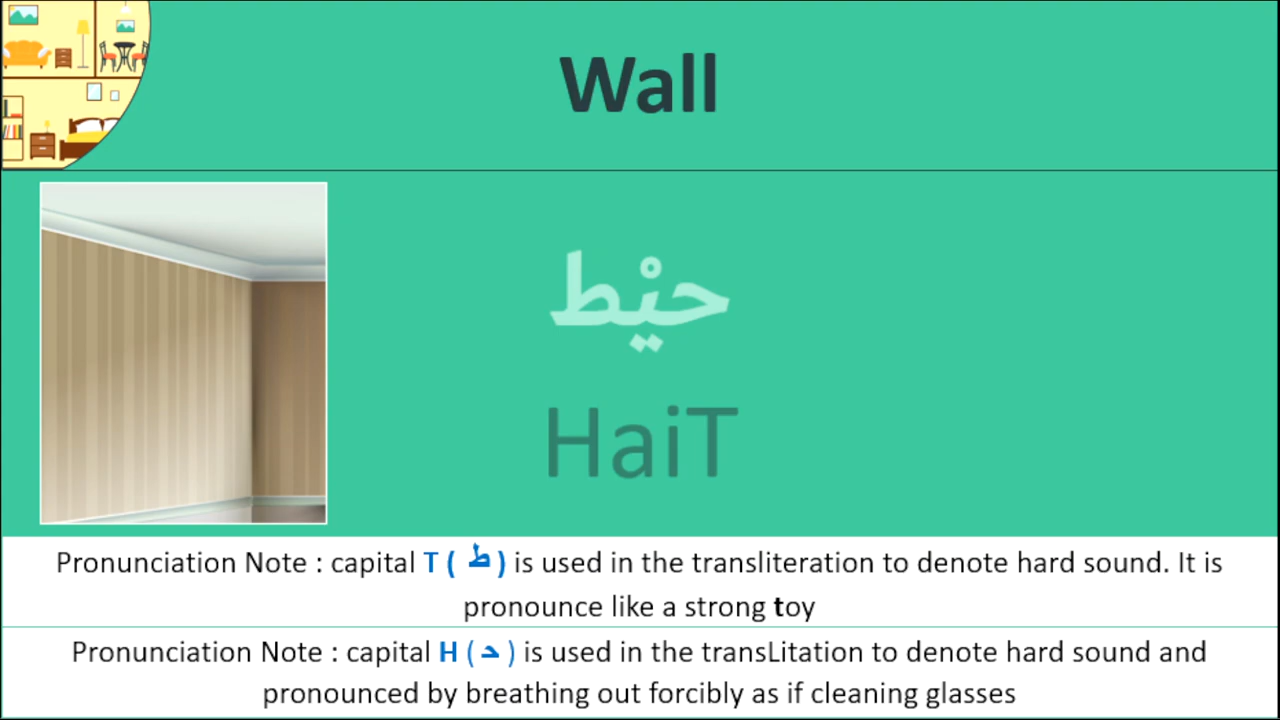 Wall
حيْط
HaiT
Pronunciation Note : capital T ( ط ) is used in the transliteration to denote hard sound. It is
pronounce like a strong toy
Pronunciation Note : capital H ( حـ ) is used in the transLitation to denote hard sound and
pronounced by breathing out forcibly as if cleaning glasses